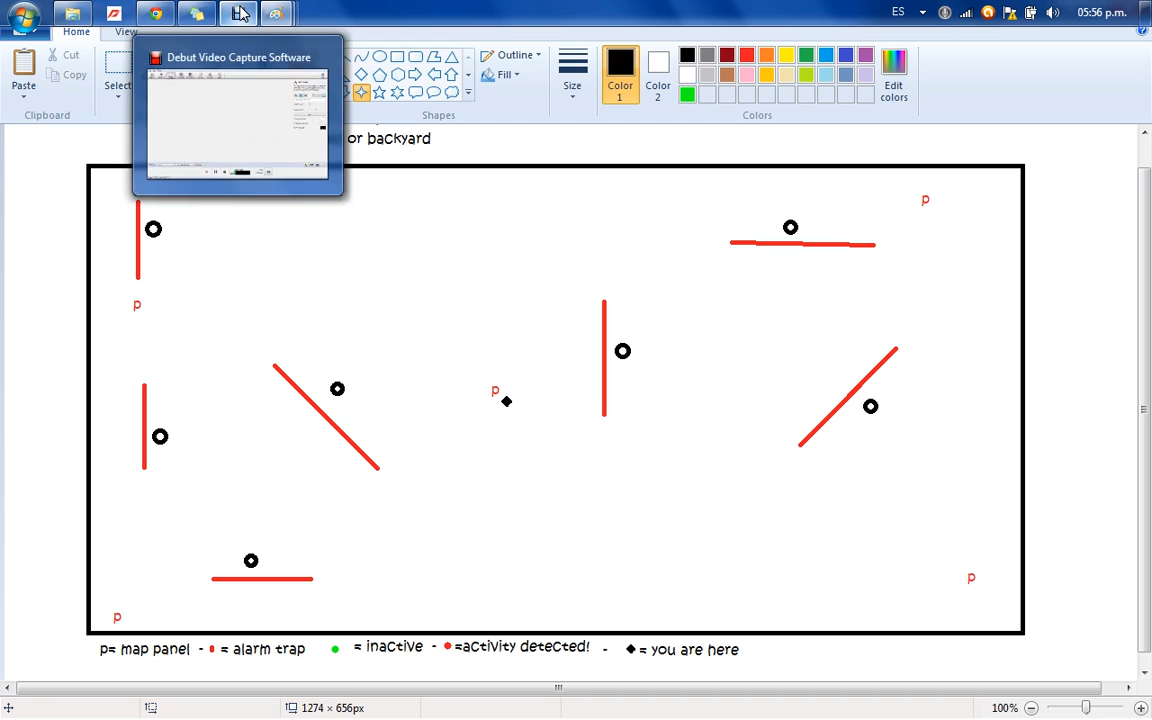 ES
05:56 p.m.
Home
View
Debut Video Capture Software
Paste
Cut
Copy
Select
Outline
Fill
Size
Color
1
Color
2
Edit
colors
Clipboard
Shapes
Colors
or backyard
p
p
p
p
p
p= map panel - = alarm trap = inactive - =activity detected! - = you are here
1274 × 656px
100%